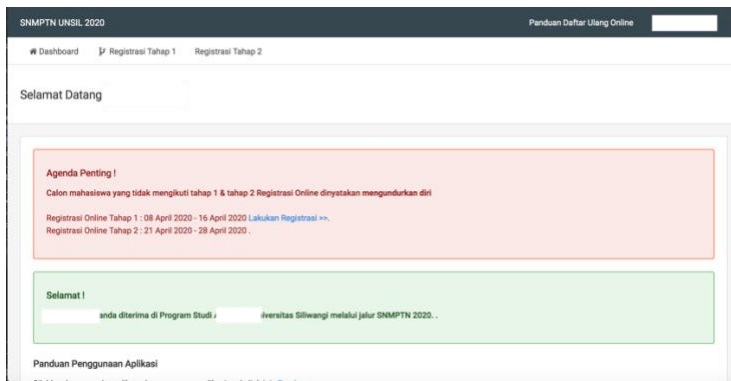 SNMPTN UNSIL 2020
Panduan Daftar Ulang Online
Dashboard Registrasi Tahap 1 Registrasi Tahap 2
Selamat Datang
Agenda Penting !
Calon mahasiswa yang tidak mengikuti tahap 1 & tahap 2 Registrasi Online dinyatakan mengundurkan diri
Registrasi Online Tahap 1 : 08 April 2020 - 16 April 2020 Lakukan Registrasi >>.
Registrasi Online Tahap 2 : 21 April 2020 - 28 April 2020 .
Selamat !
anda diterima di Program Studi Siliwangi melalui jalur SNMPTN 2020. .
Panduan Penggunaan Aplikasi